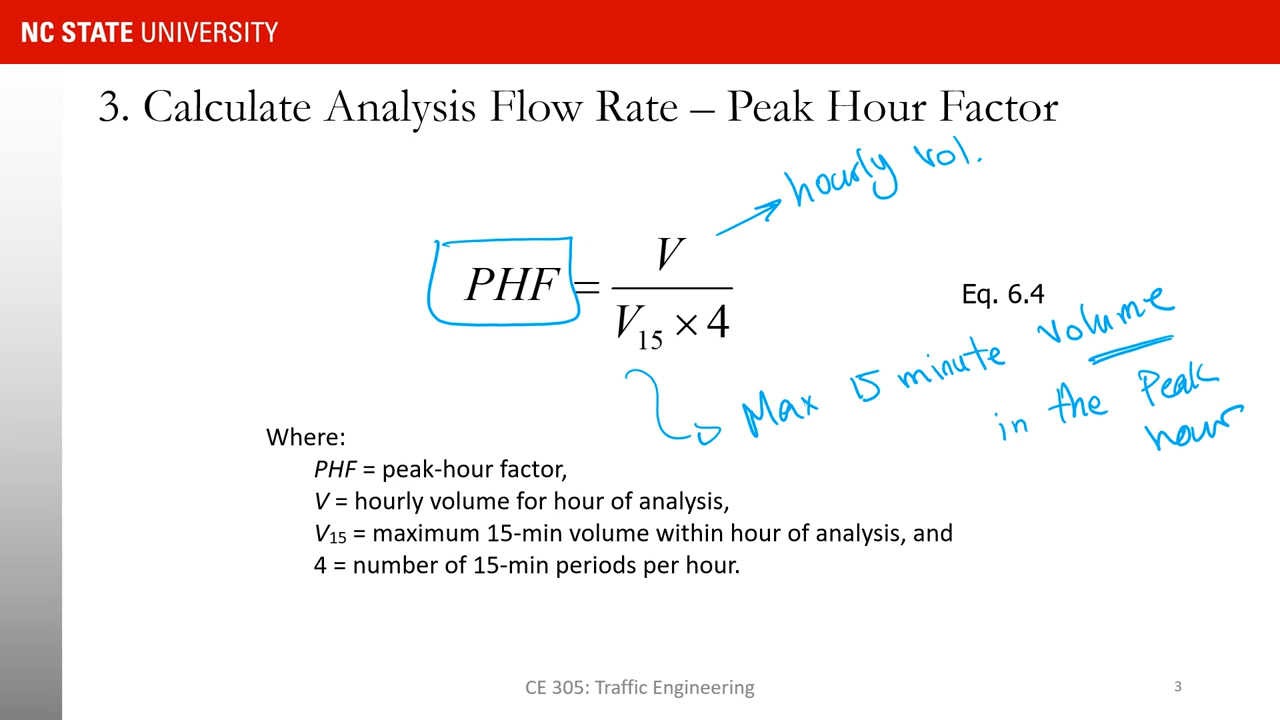 NC STATE UNIVERSITY
3. Calculate Analysis Flow Rate – Peak Hour Factor
hourly vol.
PHF = V / V15 × 4
Eq. 6.4
Max 15 minute volume
in the Peak
hour
Where:
PHF = peak-hour factor,
V = hourly volume for hour of analysis,
V15 = maximum 15-min volume within hour of analysis, and
4 = number of 15-min periods per hour.
CE 305: Traffic Engineering
3